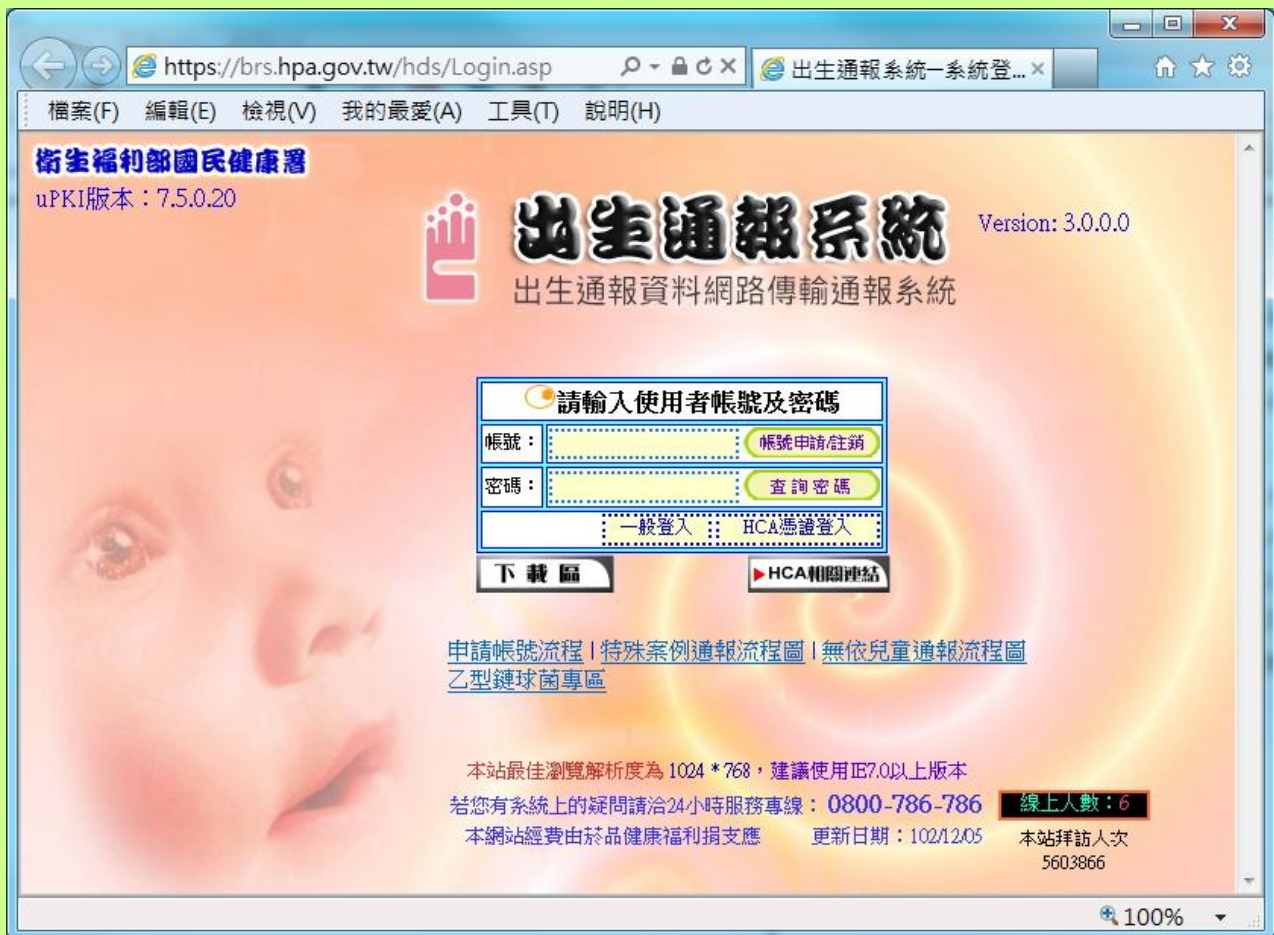 https://brs.hpa.gov.tw/hds/Login.asp
出生通報系統─系統登...
檔案(F) 編輯(E) 檢視(V) 我的最愛(A) 工具(T) 說明(H)
衛生福利部國民健康署
uPKI版本：7.5.0.20
出生通報系統
Version: 3.0.0.0
出生通報資料網路傳輸通報系統
請輸入使用者帳號及密碼
帳號： 帳號申請/註銷
密碼： 查詢密碼
一般登入 HCA憑證登入
下載區 HCA相關連結
申請帳號流程 | 特殊案例通報流程圖 | 無依兒童通報流程圖
乙型鏈球菌專區
本站最佳瀏覽解析度為 1024 * 768，建議使用IE7.0以上版本
若您有系統上的疑問請洽24小時服務專線：0800-786-786 線上人數：6
本網站經費由菸品健康福利捐支應 更新日期：102/12/05 本站拜訪人次
5603866
100%